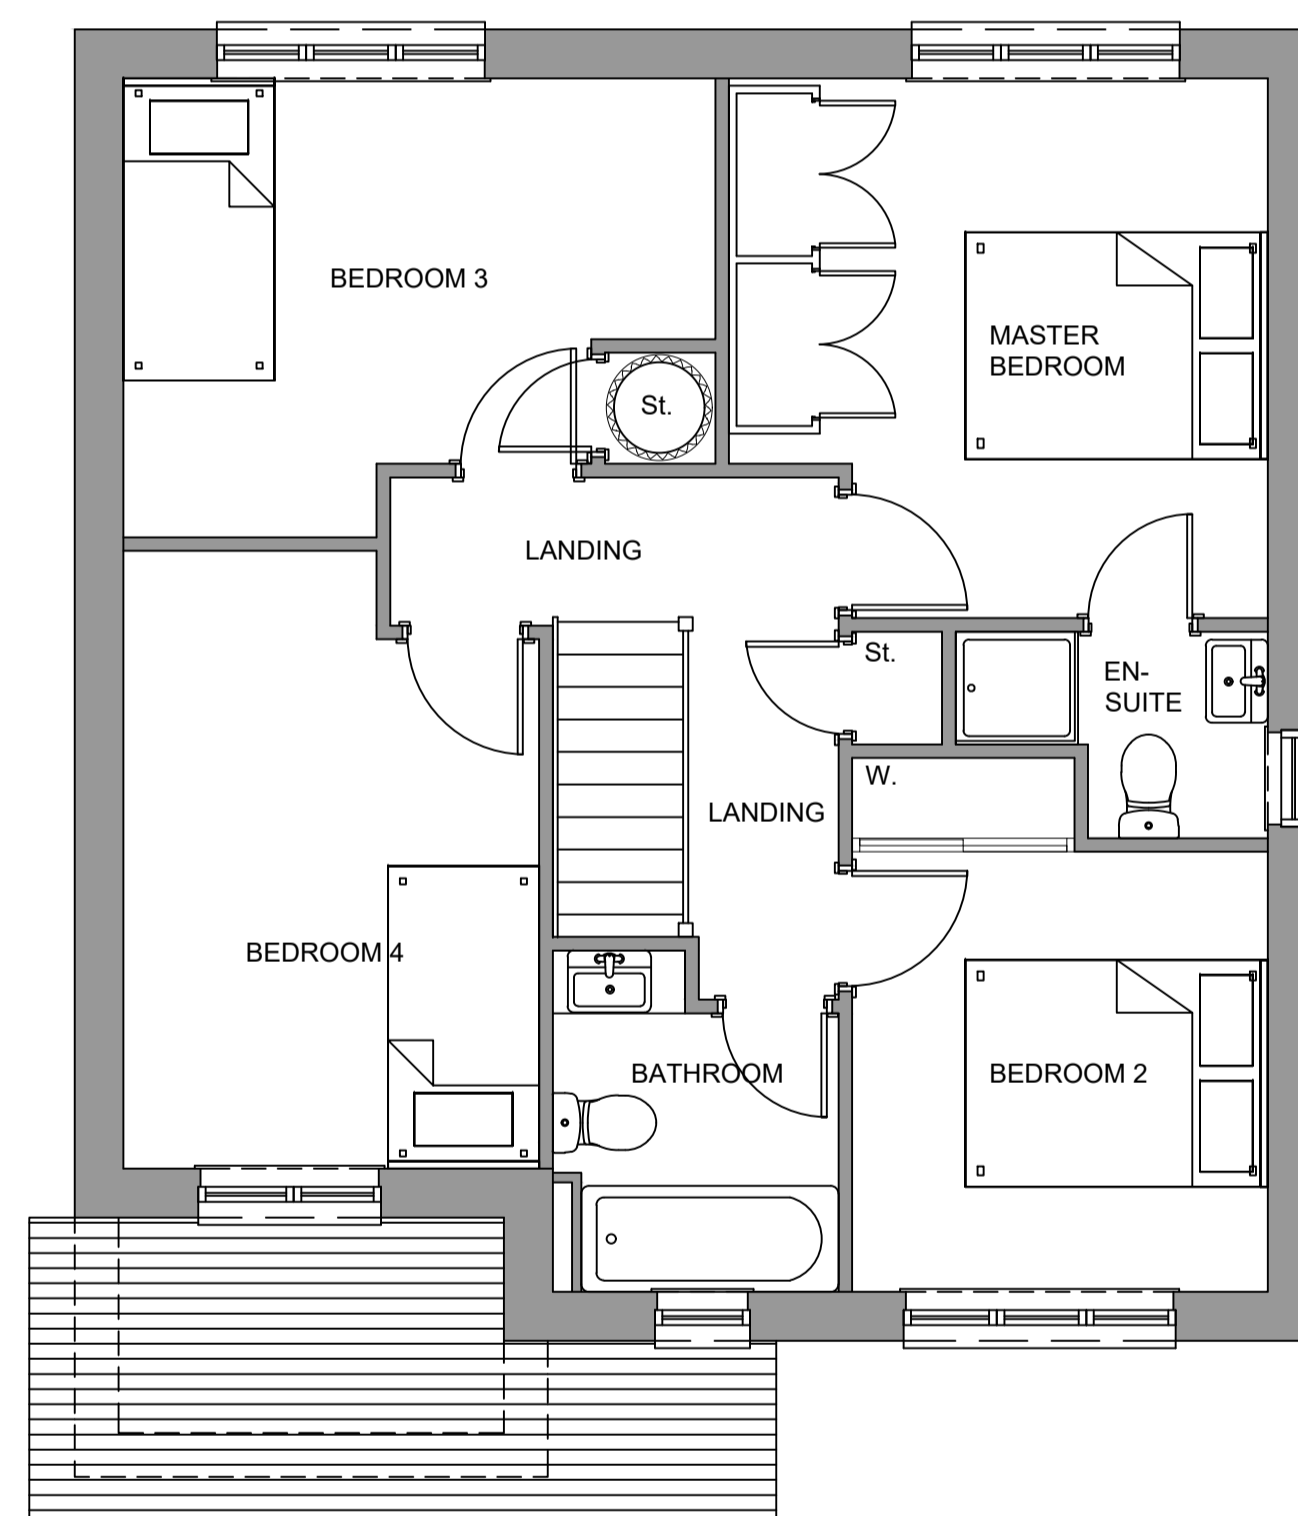 BEDROOM 3
MASTER
BEDROOM
St.
LANDING
St.
EN-
SUITE
W.
LANDING
BEDROOM 4
BATHROOM
BEDROOM 2